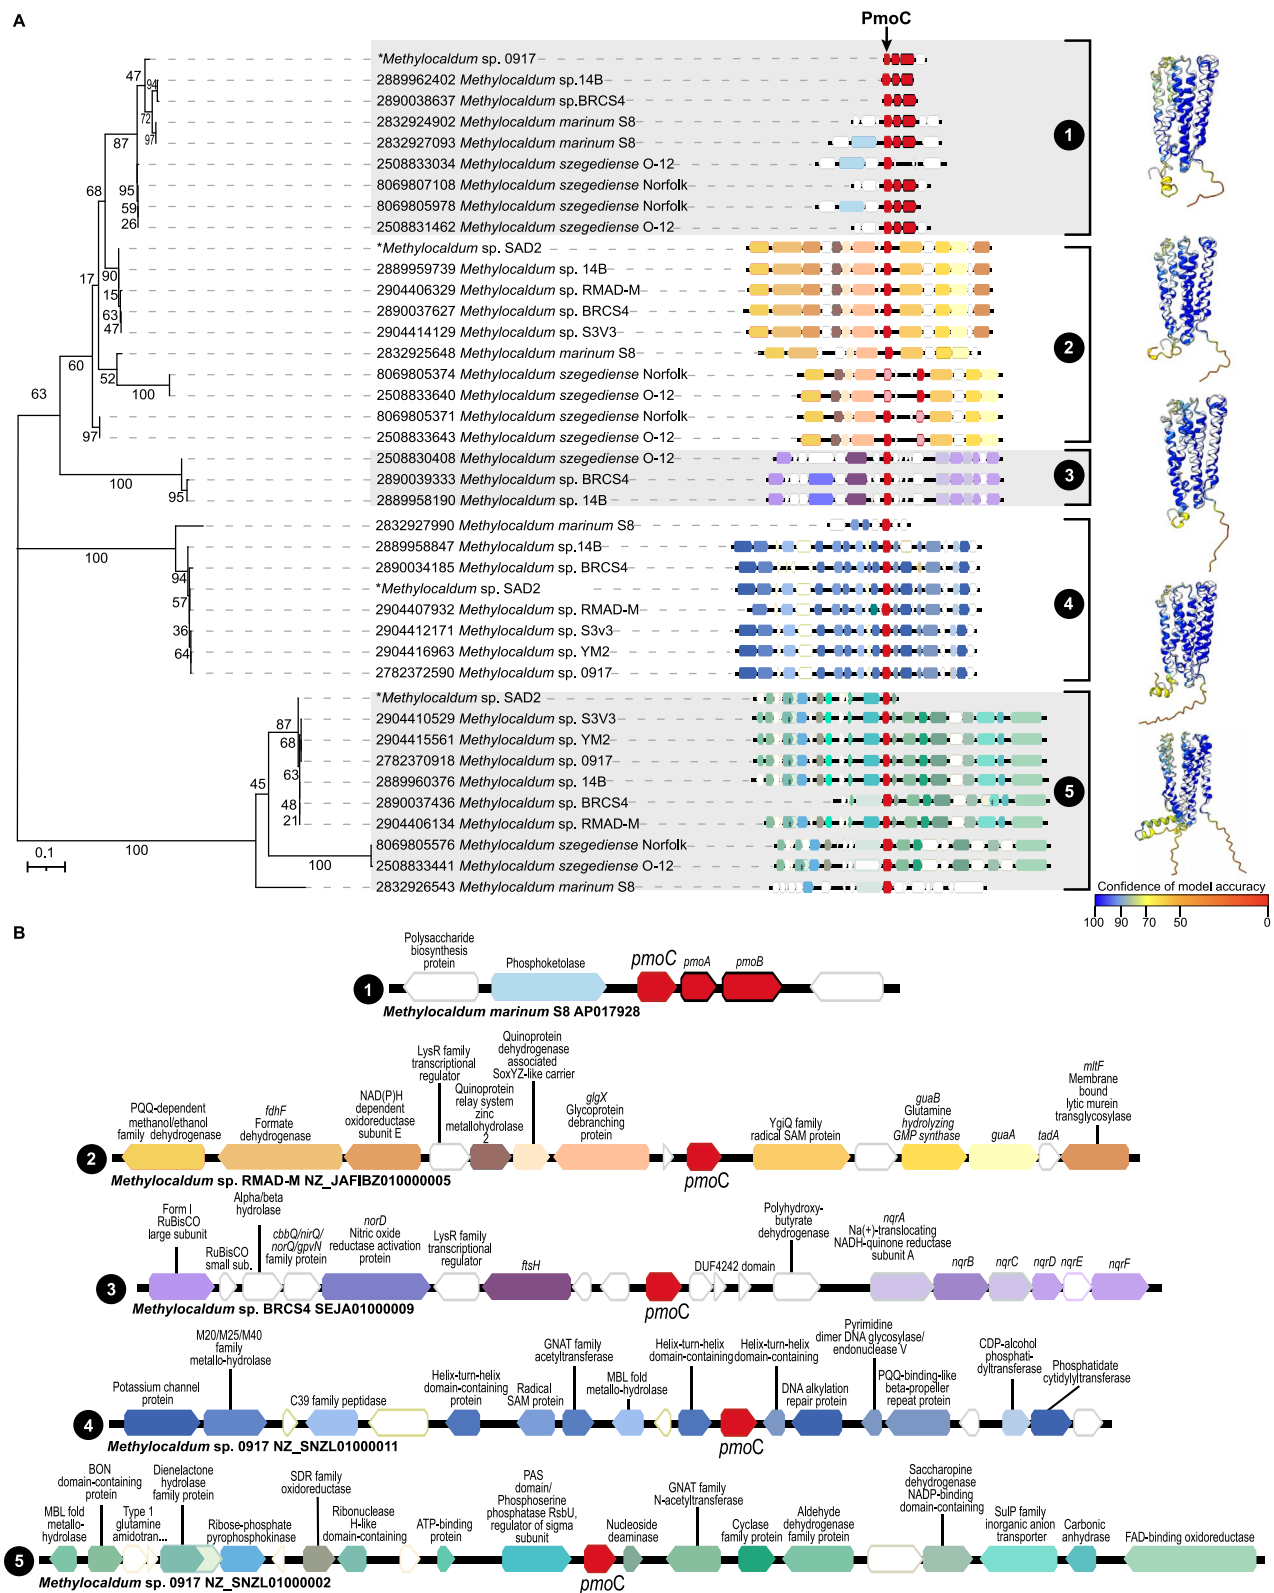 A
PmoC
*Methylocaldum sp. 0917
2889962402 Methylocaldum sp.14B
2890038637 Methylocaldum sp.BRCS4
2832924902 Methylocaldum marinum S8
2832927093 Methylocaldum marinum S8
2508833034 Methylocaldum szegediense O-12
8069807108 Methylocaldum szegediense Norfolk
8069805978 Methylocaldum szegediense Norfolk
2508831462 Methylocaldum szegediense O-12
*Methylocaldum sp. SAD2
2889959739 Methylocaldum sp. 14B
2904406329 Methylocaldum sp. RMAD-M
2890037627 Methylocaldum sp. BRCS4
2904414129 Methylocaldum sp. S3V3
2832925648 Methylocaldum marinum S8
8069805374 Methylocaldum szegediense Norfolk
2508833640 Methylocaldum szegediense O-12
8069805371 Methylocaldum szegediense Norfolk
2508833643 Methylocaldum szegediense O-12
2508830408 Methylocaldum szegediense O-12
2890039333 Methylocaldum sp. BRCS4
2889958190 Methylocaldum sp. 14B
2832927990 Methylocaldum marinum S8
2889958847 Methylocaldum sp.14B
2890034185 Methylocaldum sp. BRCS4
*Methylocaldum sp. SAD2
2904407932 Methylocaldum sp. RMAD-M
2904412171 Methylocaldum sp. S3v3
2904416963 Methylocaldum sp. YM2
2782372590 Methylocaldum sp. 0917
*Methylocaldum sp. SAD2
2904410529 Methylocaldum sp. S3V3
2904415561 Methylocaldum sp. YM2
2782370918 Methylocaldum sp. 0917
2889960376 Methylocaldum sp. 14B
2890037436 Methylocaldum sp. BRCS4
2904406134 Methylocaldum sp. RMAD-M
8069805576 Methylocaldum szegediense Norfolk
2508833441 Methylocaldum szegediense O-12
2832926543 Methylocaldum marinum S8
47
94
72
97
87
68
95
59
26
17
90
15
63
47
60
52
100
63
97
100
95
100
94
57
36
64
87
68
63
45
48
21
100
100
0.1
1
2
3
4
5
Confidence of model accuracy
100 90 70 50 0
B
Polysaccharide
biosynthesis
protein
Phosphoketolase
pmoC
pmoA
pmoB
1
Methylocaldum marinum S8 AP017928
PQQ-dependent
methanol/ethanol
family dehydrogenase
fdhF
Formate
dehydrogenase
NAD(P)H
dependent
oxidoreductase
subunit E
LysR family
transcriptional
regulator
Quinoprotein
relay system
zinc
metallohydrolase
2
Quinoprotein
dehydrogenase
associated
SoxYZ-like carrier
glgX
Glycoprotein
debranching
protein
pmoC
YgiQ family
radical SAM protein
guaB
Glutamine
hydrolyzing
GMP synthase
guaA
tadA
mltF
Membrane
bound
lytic murein
transglycosylase
2
Methylocaldum sp. RMAD-M NZ_JAFIBZ010000005
Form I
RuBisCO
large subunit
RuBisCO
small sub.
Alpha/beta
hydrolase
cbbQ/nirQ/
norQ/gpvN
family protein
norD
Nitric oxide
reductase activation
protein
LysR family
transcriptional
regulator
ftsH
pmoC
DUF4242 domain
Polyhydroxy-
butyrate
dehydrogenase
nqrA
Na(+)-translocating
NADH-quinone reductase
subunit A
nqrB
nqrC
nqrD
nqrE
nqrF
3
Methylocaldum sp. BRCS4 SEJA01000009
Potassium channel
protein
M20/M25/M40
family
metallo-hydrolase
C39 family peptidase
Helix-turn-helix
domain-containing
protein
Radical
SAM protein
GNAT family
acetyltransferase
MBL fold
metallo-hydrolase
Helix-turn-helix
domain-containing
pmoC
Helix-turn-helix
domain-containing
DNA alkylation
repair protein
Pyrimidine
dimer DNA glycosylase/
endonuclease V
PQQ-binding-like
beta-propeller
repeat protein
CDP-alcohol
phosphati-
dyltransferase
Phosphatidate
cytidylyltransferase
4
Methylocaldum sp. 0917 NZ_SNZL01000011
MBL fold
metallo-
hydrolase
BON
domain-containing
protein
Type 1
glutamine
amidotran...
Dienelactone
hydrolase
family protein
Ribose-phosphate
pyrophosphokinase
SDR family
oxidoreductase
Ribonuclease
H-like
domain-containing
ATP-binding
protein
PAS
domain/
Phosphoserine
phosphatase RsbU,
regulator of sigma
subunit
pmoC
Nucleoside
deaminase
GNAT family
N-acetyltransferase
Cyclase
family protein
Aldehyde
dehydrogenase
family protein
Saccharopine
dehydrogenase
NADP-binding
domain-containing
SulP family
inorganic anion
transporter
Carbonic
anhydrase
FAD-binding oxidoreductase
5
Methylocaldum sp. 0917 NZ_SNZL01000002